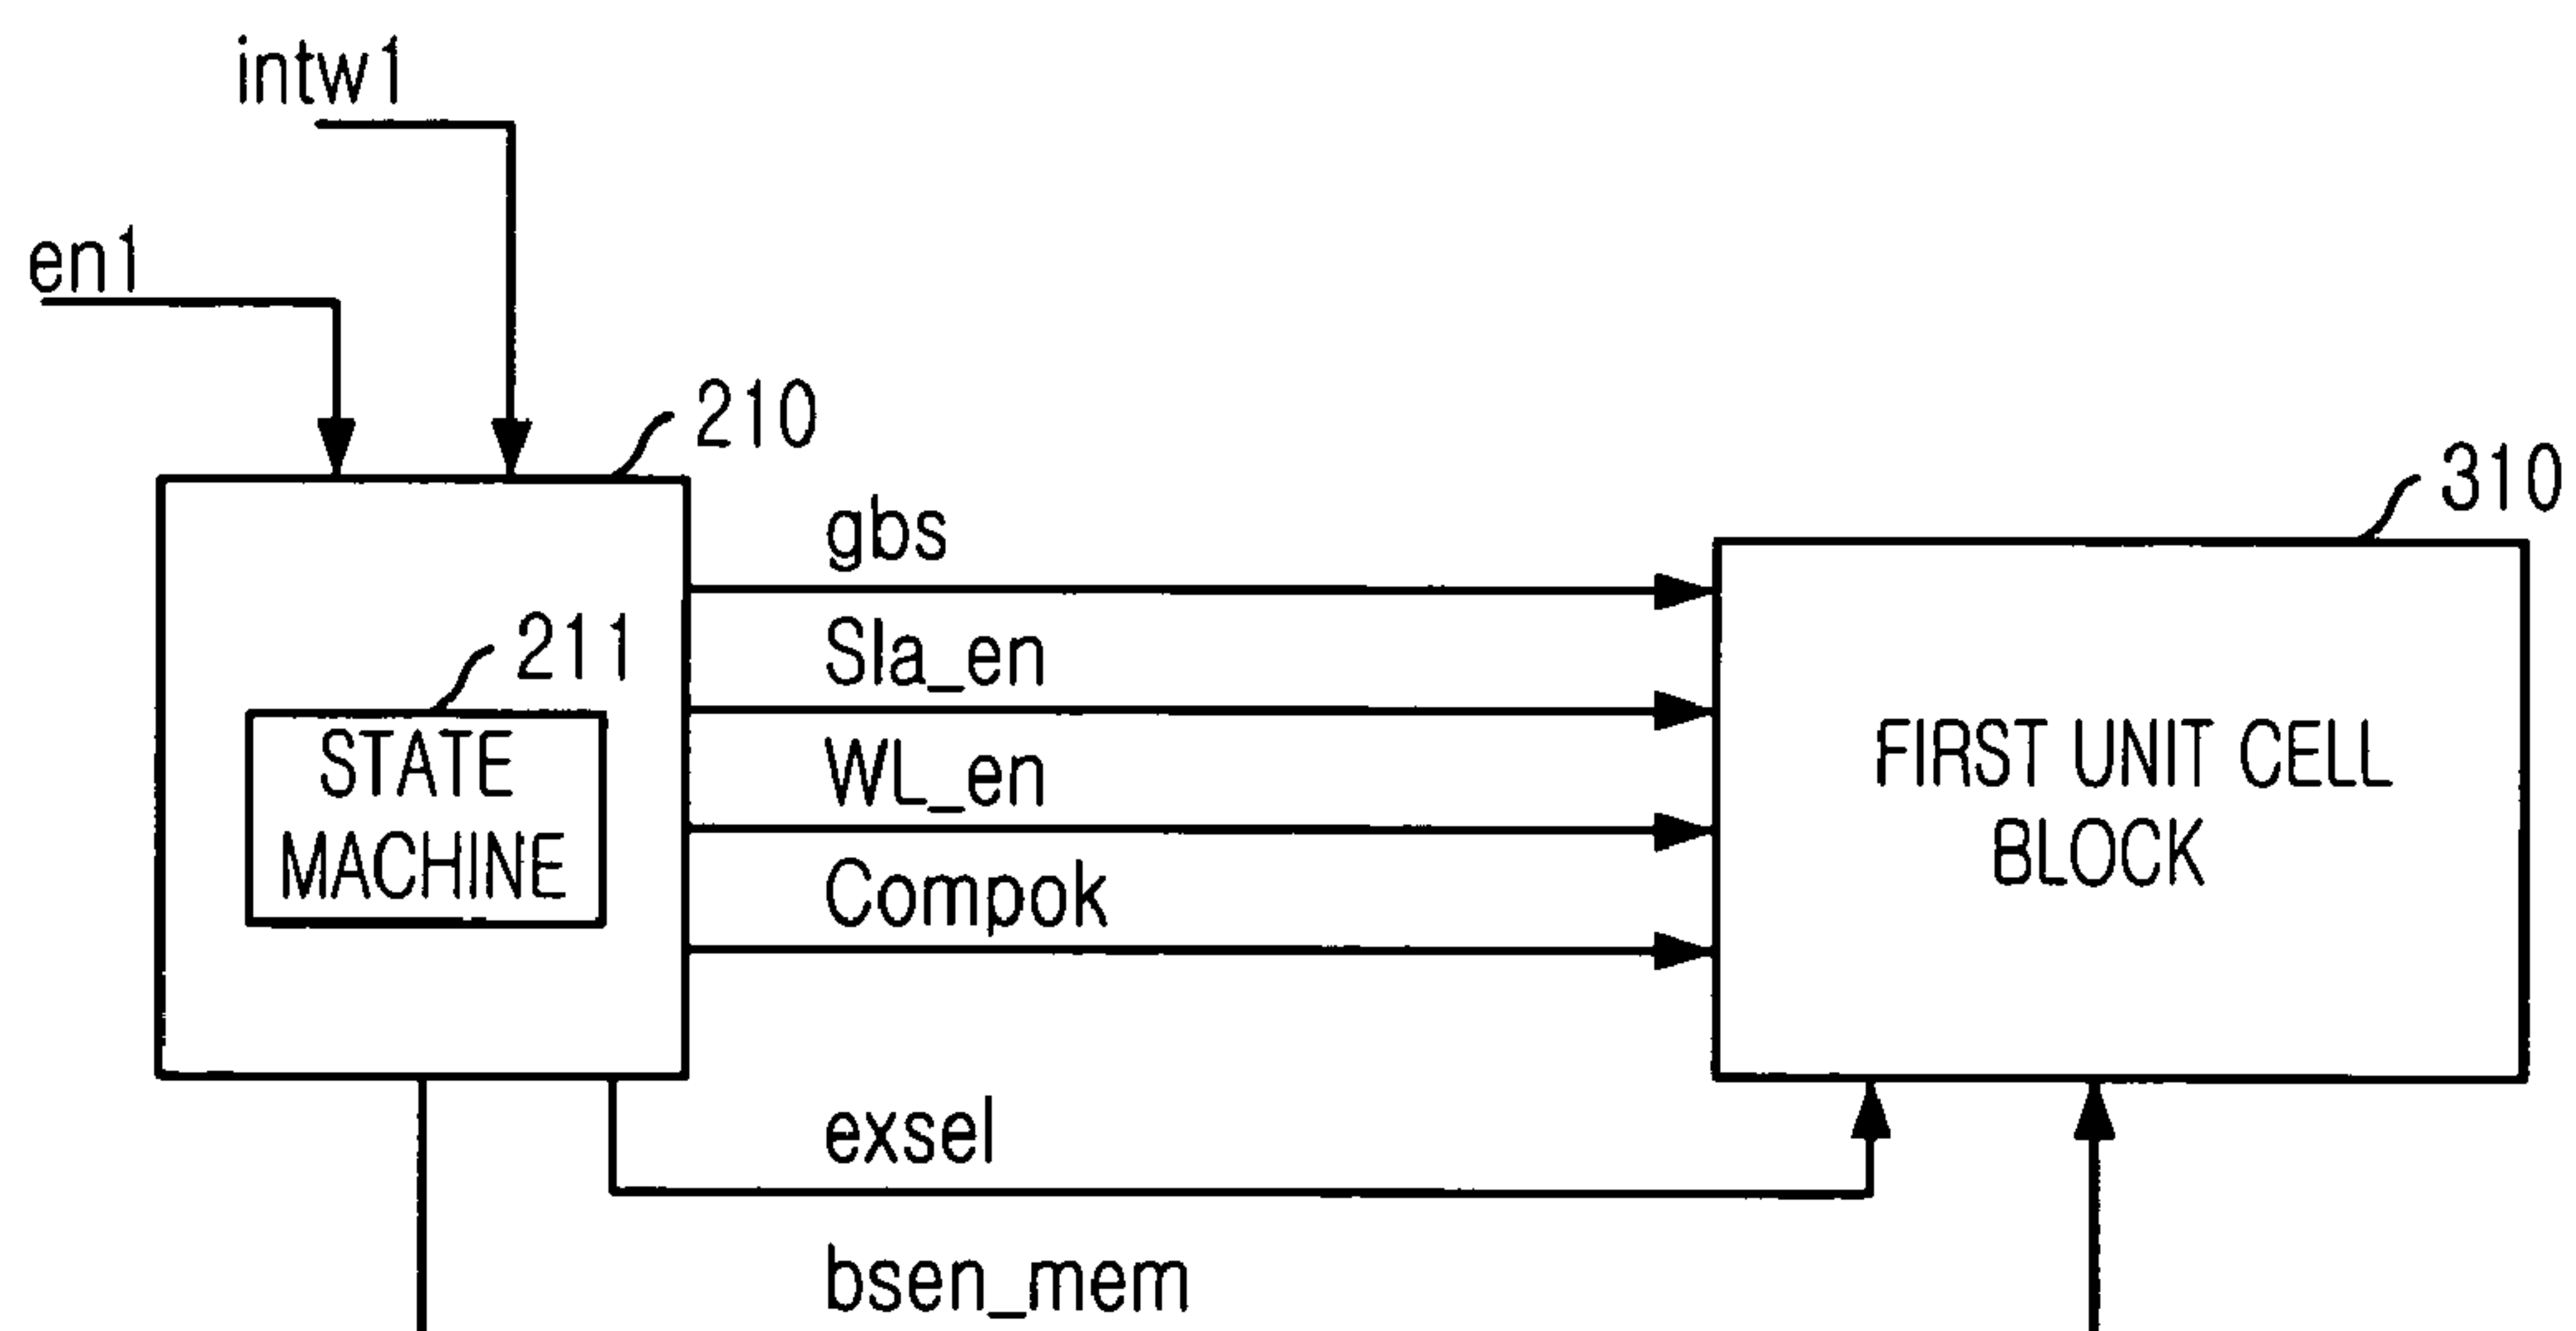 intw1
en1
210
310
gbs
211
Sla_en
STATE
MACHINE
WL_en
FIRST UNIT CELL
BLOCK
Compok
exsel
bsen_mem